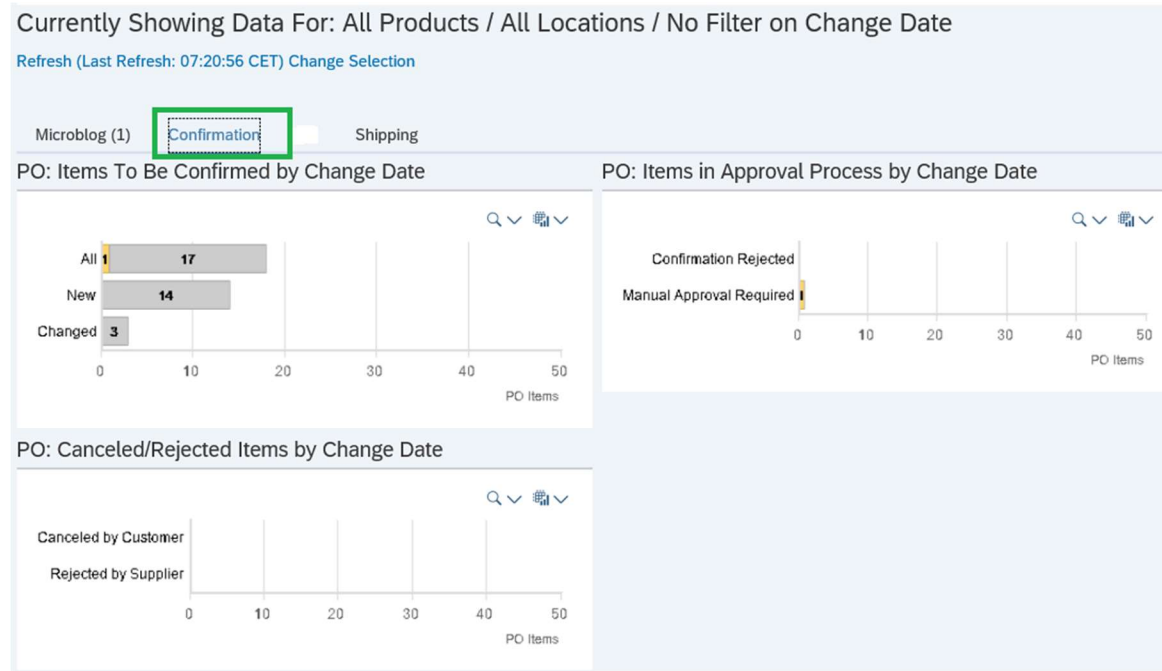 Currently Showing Data For: All Products / All Locations / No Filter on Change Date
Refresh (Last Refresh: 07:20:56 CET) Change Selection
Microblog (1) Confirmation Shipping
PO: Items To Be Confirmed by Change Date
All 1 17
New 14
Changed 3
0 10 20 30 40 50
PO Items
PO: Items in Approval Process by Change Date
Confirmation Rejected
Manual Approval Required 1
0 10 20 30 40 50
PO Items
PO: Canceled/Rejected Items by Change Date
Canceled by Customer
Rejected by Supplier
0 10 20 30 40 50
PO Items